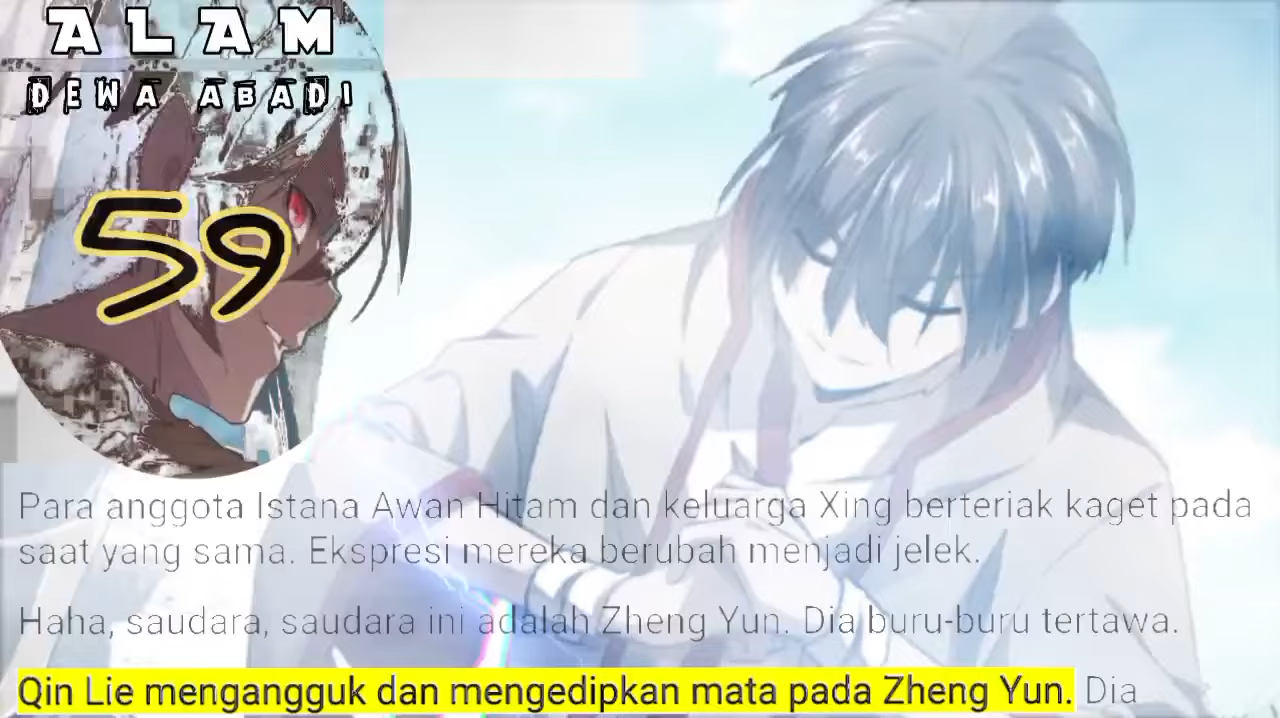 ALAM
DEWA ABADI
59
Para anggota Istana Awan Hitam dan keluarga Xing berteriak kaget pada
saat yang sama. Ekspresi mereka berubah menjadi jelek.
Haha, saudara, saudara ini adalah Zheng Yun. Dia buru-buru tertawa.
Qin Lie mengangguk dan mengedipkan mata pada Zheng Yun. Dia